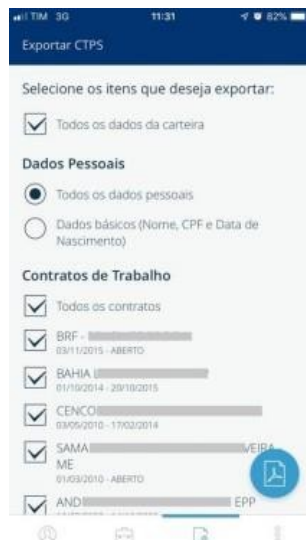 TIM 3G 11:31 82%
Exportar CTPS
Selecione os itens que deseja exportar:
Todos os dados da carteira
Dados Pessoais
Todos os dados pessoais
Dados básicos (Nome, CPF e Data de
Nascimento)
Contratos de Trabalho
Todos os contratos
BRF -
03/11/2015 - ABERTO
BAHIA
01/10/2014 - 20/10/2015
CENCO
03/05/2010 - 17/02/2014
SAMA VEIRA -
ME
01/03/2010 - ABERTO
AND EPP